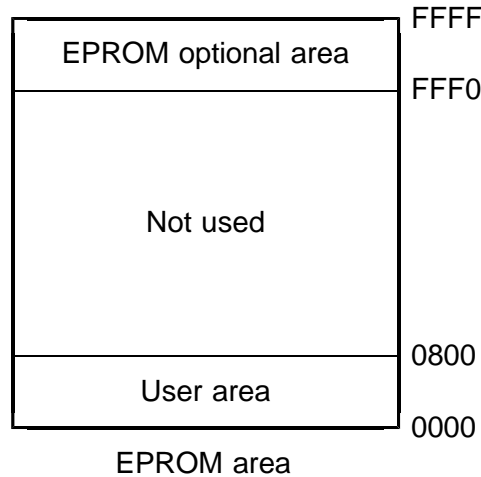 FFFF
EPROM optional area
FFF0
Not used
0800
User area
0000
EPROM area